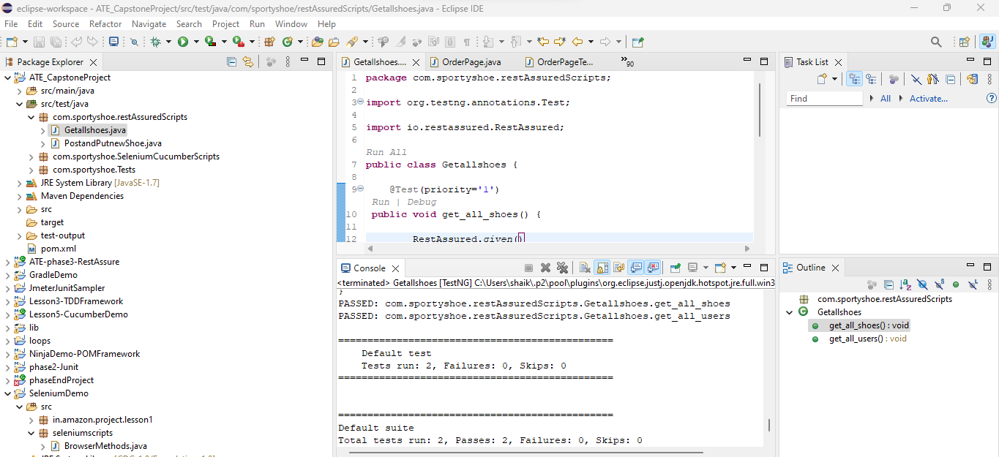 eclipse-workspace - ATE_CapstoneProject/src/test/java/com/sportyshoe/restAssuredScripts/Getallshoes.java - Eclipse IDE
File Edit Source Refactor Navigate Search Project Run Window Help
Package Explorer
ATE_CapstoneProject
src/main/java
src/test/java
com.sportyshoe.restAssuredScripts
Getallshoes.java
PostandPutnewShoe.java
com.sportyshoe.SeleniumCucumberScripts
com.sportyshoe.Tests
JRE System Library [JavaSE-1.7]
Maven Dependencies
src
target
test-output
pom.xml
ATE-phase3-RestAssure
GradleDemo
JmeterJunitSampler
Lesson3-TDDFramework
Lesson5-CucumberDemo
lib
loops
NinjaDemo-POMFramework
phase2-Junit
phaseEndProject
SeleniumDemo
src
in.amazon.project.lesson1
seleniumscripts
BrowserMethods.java
Getallshoes.... OrderPage.java OrderPageTe... »90
1 package com.sportyshoe.restAssuredScripts;
2
3 import org.testng.annotations.Test;
4
5 import io.restassured.RestAssured;
6
Run All
7 public class Getallshoes {
8
9 @Test(priority='1')
Run | Debug
10 public void get_all_shoes() {
11
12 RestAssured.given()
Console
<terminated> Getallshoes [TestNG] C:\Users\shaik\.p2\pool\plugins\org.eclipse.justj.openjdk.hotspot.jre.full.win3
}
PASSED: com.sportyshoe.restAssuredScripts.Getallshoes.get_all_shoes
PASSED: com.sportyshoe.restAssuredScripts.Getallshoes.get_all_users
===============================================
Default test
Tests run: 2, Failures: 0, Skips: 0
===============================================
===============================================
Default suite
Total tests run: 2, Passes: 2, Failures: 0, Skips: 0
Task List
Find All Activate...
Outline
com.sportyshoe.restAssuredScripts
Getallshoes
get_all_shoes() : void
get_all_users() : void